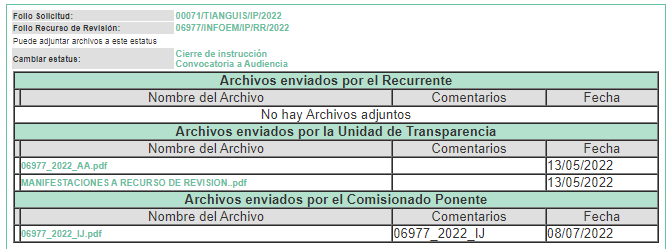 Folio Solicitud: 00071/TIANGUIS/IP/2022
Folio Recurso de Revisión: 06977/INFOEM/IP/RR/2022
Puede adjuntar archivos a este estatus
Cambiar estatus: Cierre de instrucción
Convocatoria a Audiencia
Archivos enviados por el Recurrente
Nombre del Archivo Comentarios Fecha
No hay Archivos adjuntos
Archivos enviados por la Unidad de Transparencia
Nombre del Archivo Comentarios Fecha
06977_2022_AA.pdf 13/05/2022
MANIFESTACIONES A RECURSO DE REVISION..pdf 13/05/2022
Archivos enviados por el Comisionado Ponente
Nombre del Archivo Comentarios Fecha
06977_2022_IJ.pdf 06977_2022_IJ 08/07/2022